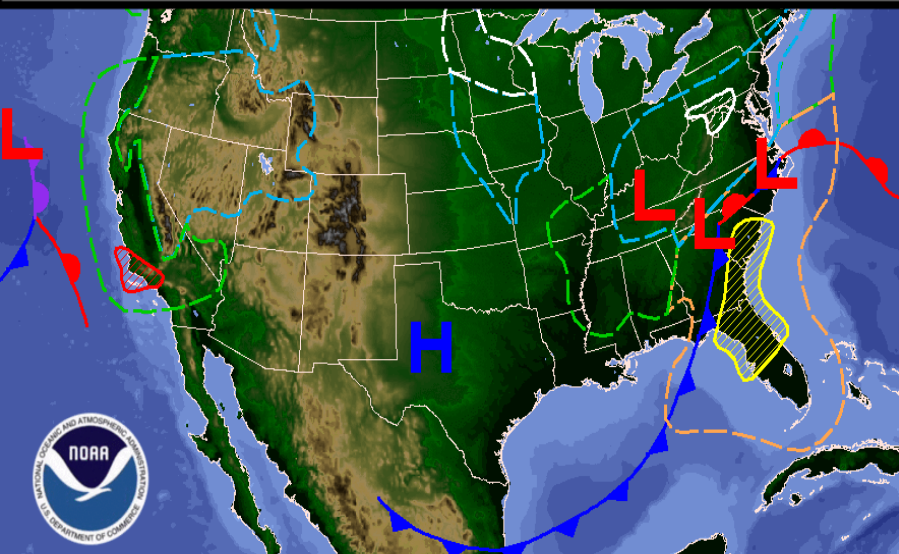 L
L
L
L
H
NOAA
NATIONAL OCEANIC AND ATMOSPHERIC ADMINISTRATION
U.S. DEPARTMENT OF COMMERCE